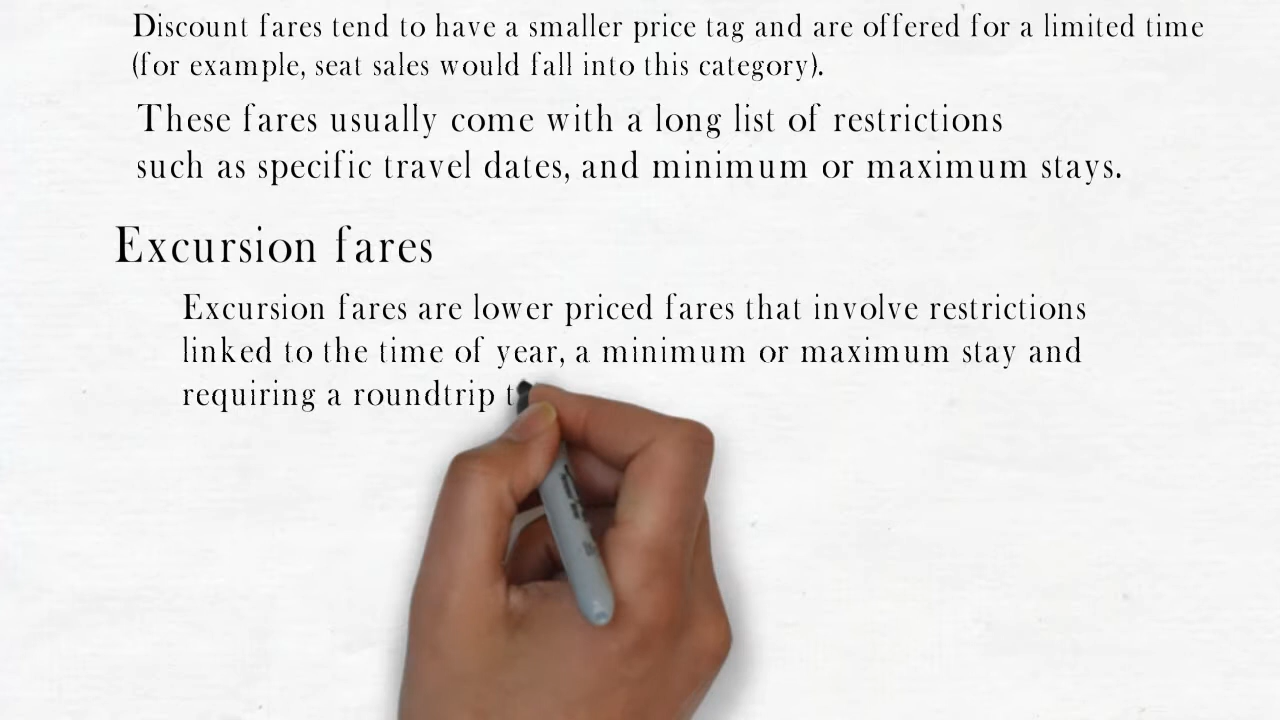 Discount fares tend to have a smaller price tag and are offered for a limited time
(for example, seat sales would fall into this category).
These fares usually come with a long list of restrictions
such as specific travel dates, and minimum or maximum stays.
Excursion fares
Excursion fares are lower priced fares that involve restrictions
linked to the time of year, a minimum or maximum stay and
requiring a roundtrip t